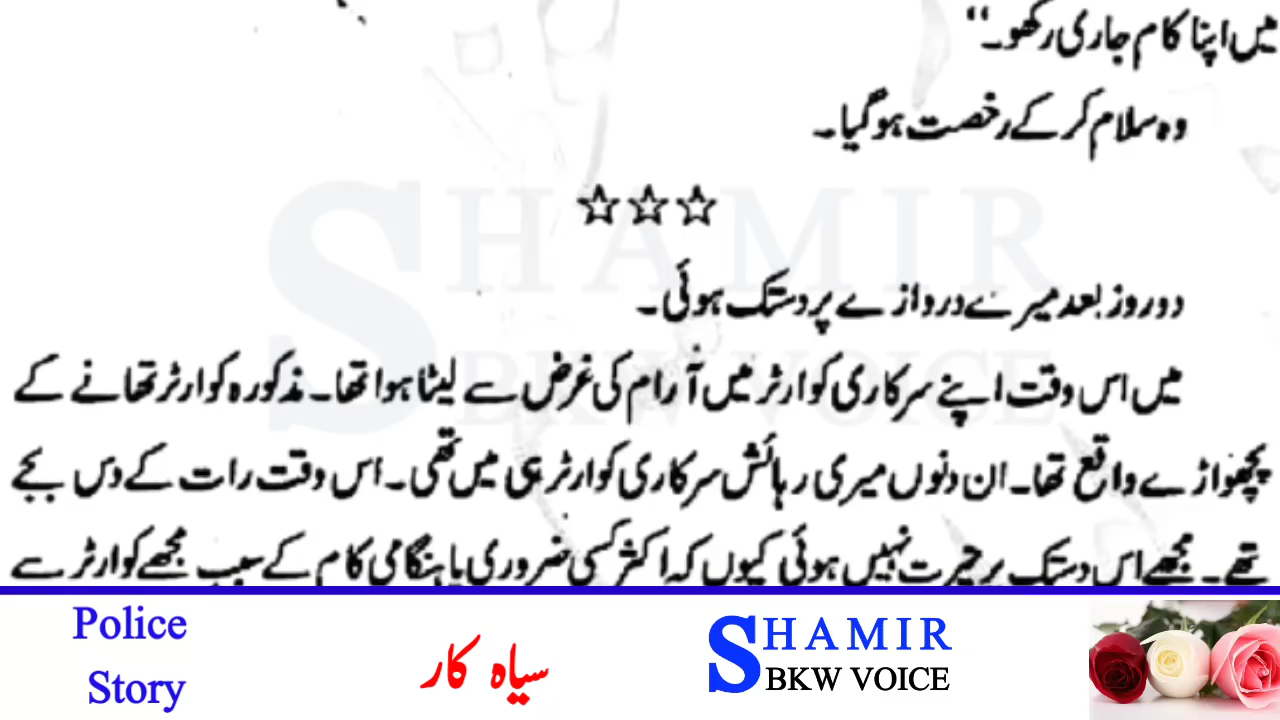 میں اپنا کام جاری رکھو۔“
وہ سلام کر کے رخصت ہو گیا۔
☆☆☆
دو روز بعد میرے دروازے پر دستک ہوئی۔
میں اس وقت اپنے سرکاری کوارٹر میں آرام کی غرض سے لیٹا ہوا تھا۔ مذکورہ کوارٹر تھانے کے
پچھواڑے واقع تھا۔ ان دنوں میری رہائش سرکاری کوارٹر ہی میں تھی۔ اس وقت رات کے دس بجے
تھے۔ مجھے اس دستک پر حیرت نہیں ہوئی کیوں کہ اکثر کسی ضروری یا ہنگامی کام کے سبب مجھے کوارٹر سے
SHAMIR
BKW VOICE
Police
Story
سیاہ کار
SHAMIR
BKW VOICE